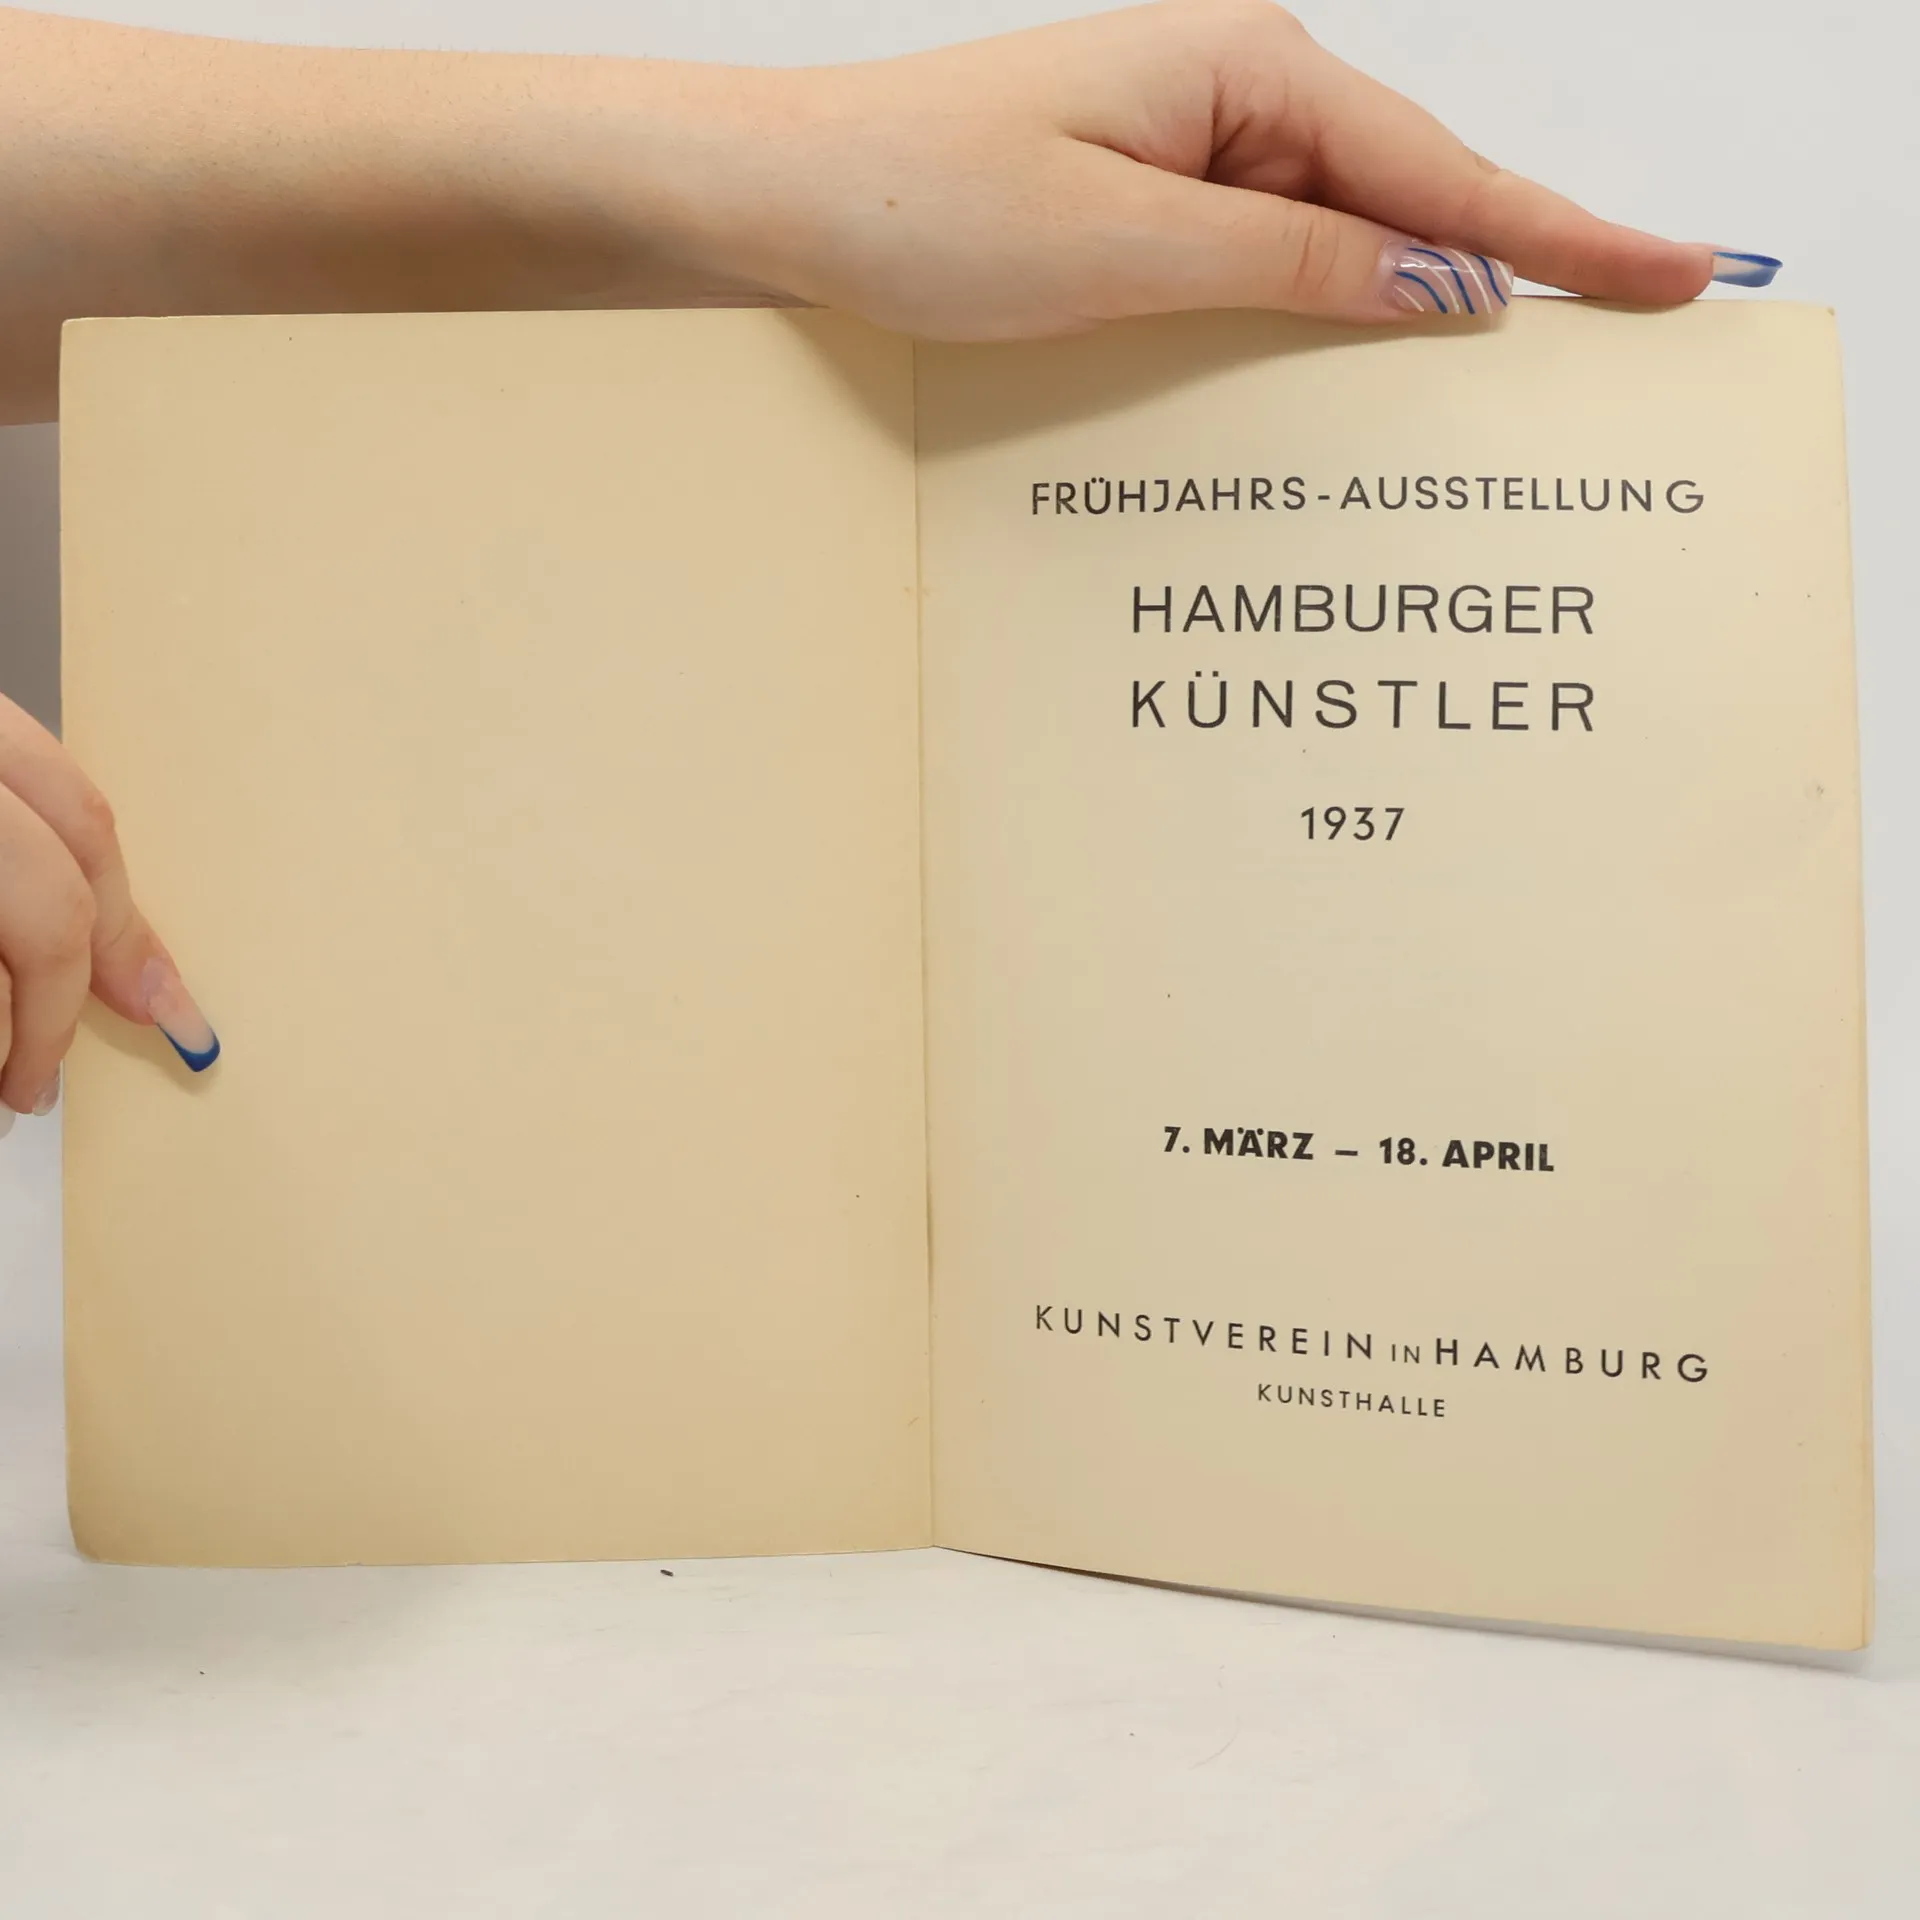 FRÜHJAHRS-AUSSTELLUNG
HAMBURGER
KÜNSTLER
1937
7. MÄRZ – 18. APRIL
KUNSTVEREIN IN HAMBURG
KUNSTHALLE